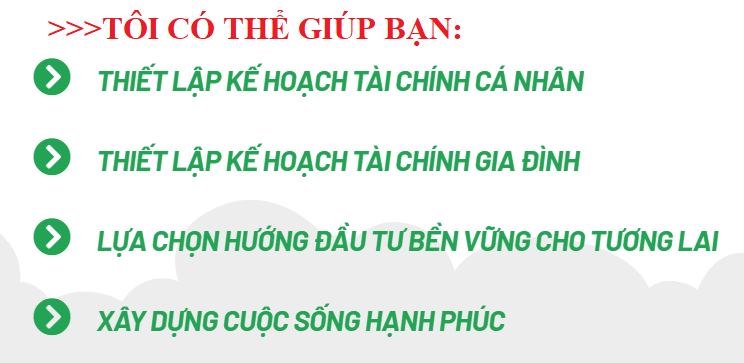 >>>TÔI CÓ THỂ GIÚP BẠN:
THIẾT LẬP KẾ HOẠCH TÀI CHÍNH CÁ NHÂN
THIẾT LẬP KẾ HOẠCH TÀI CHÍNH GIA ĐÌNH
LỰA CHỌN HƯỚNG ĐẦU TƯ BỀN VỮNG CHO TƯƠNG LAI
XÂY DỰNG CUỘC SỐNG HẠNH PHÚC